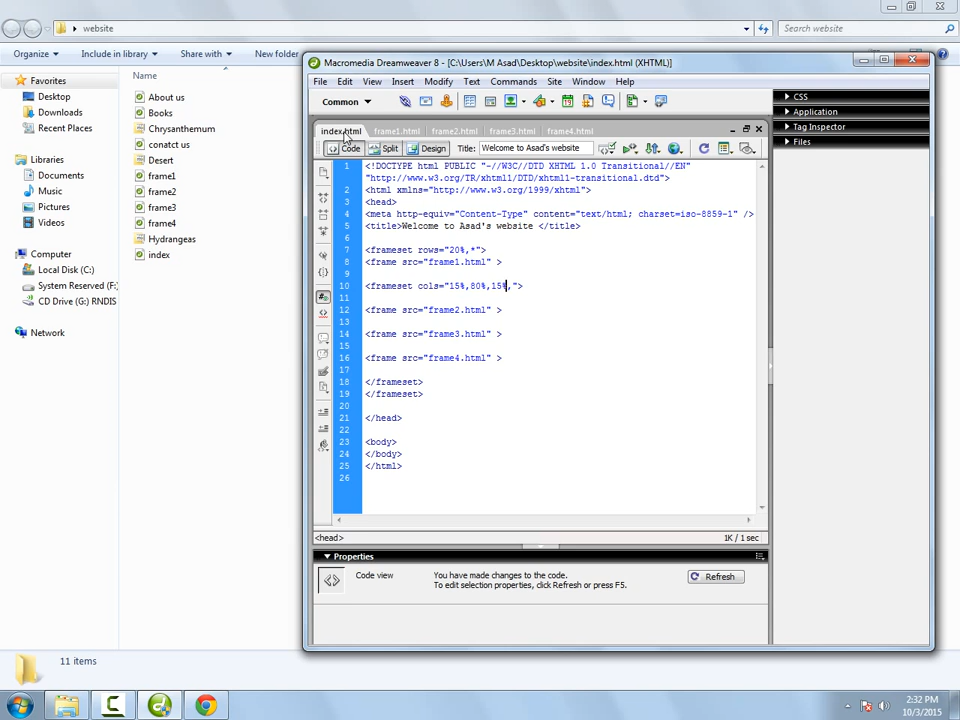 website
Search website
Organize
Include in library
Share with
New folder
Favorites
Desktop
Downloads
Recent Places
Libraries
Documents
Music
Pictures
Videos
Computer
Local Disk (C:)
System Reserved (F:
CD Drive (G:) RNDIS
Network
Name
About us
Books
Chrysanthemum
conatct us
Desert
frame1
frame2
frame3
frame4
Hydrangeas
index
11 items
Macromedia Dreamweaver 8 - [C:\Users\M Asad\Desktop\website\index.html (XHTML)]
File Edit View Insert Modify Text Commands Site Window Help
Common
index.html frame1.html frame2.html frame3.html frame4.html
Code Split Design Title: Welcome to Asad's website
1 <!DOCTYPE html PUBLIC "-//W3C//DTD XHTML 1.0 Transitional//EN"
"http://www.w3.org/TR/xhtml1/DTD/xhtml1-transitional.dtd">
2 <html xmlns="http://www.w3.org/1999/xhtml">
3 <head>
4 <meta http-equiv="Content-Type" content="text/html; charset=iso-8859-1" />
5 <title>Welcome to Asad's website </title>
6
7 <frameset rows="20%,*">
8 <frame src="frame1.html" >
9
10 <frameset cols="15%,80%,15%,">
11
12 <frame src="frame2.html" >
13
14 <frame src="frame3.html" >
15
16 <frame src="frame4.html" >
17
18 </frameset>
19 </frameset>
20
21 </head>
22
23 <body>
24 </body>
25 </html>
26
<head>
1K / 1 sec
Properties
Code view
You have made changes to the code.
To edit selection properties, click Refresh or press F5.
Refresh
CSS
Application
Tag Inspector
Files
2:32 PM
10/3/2015